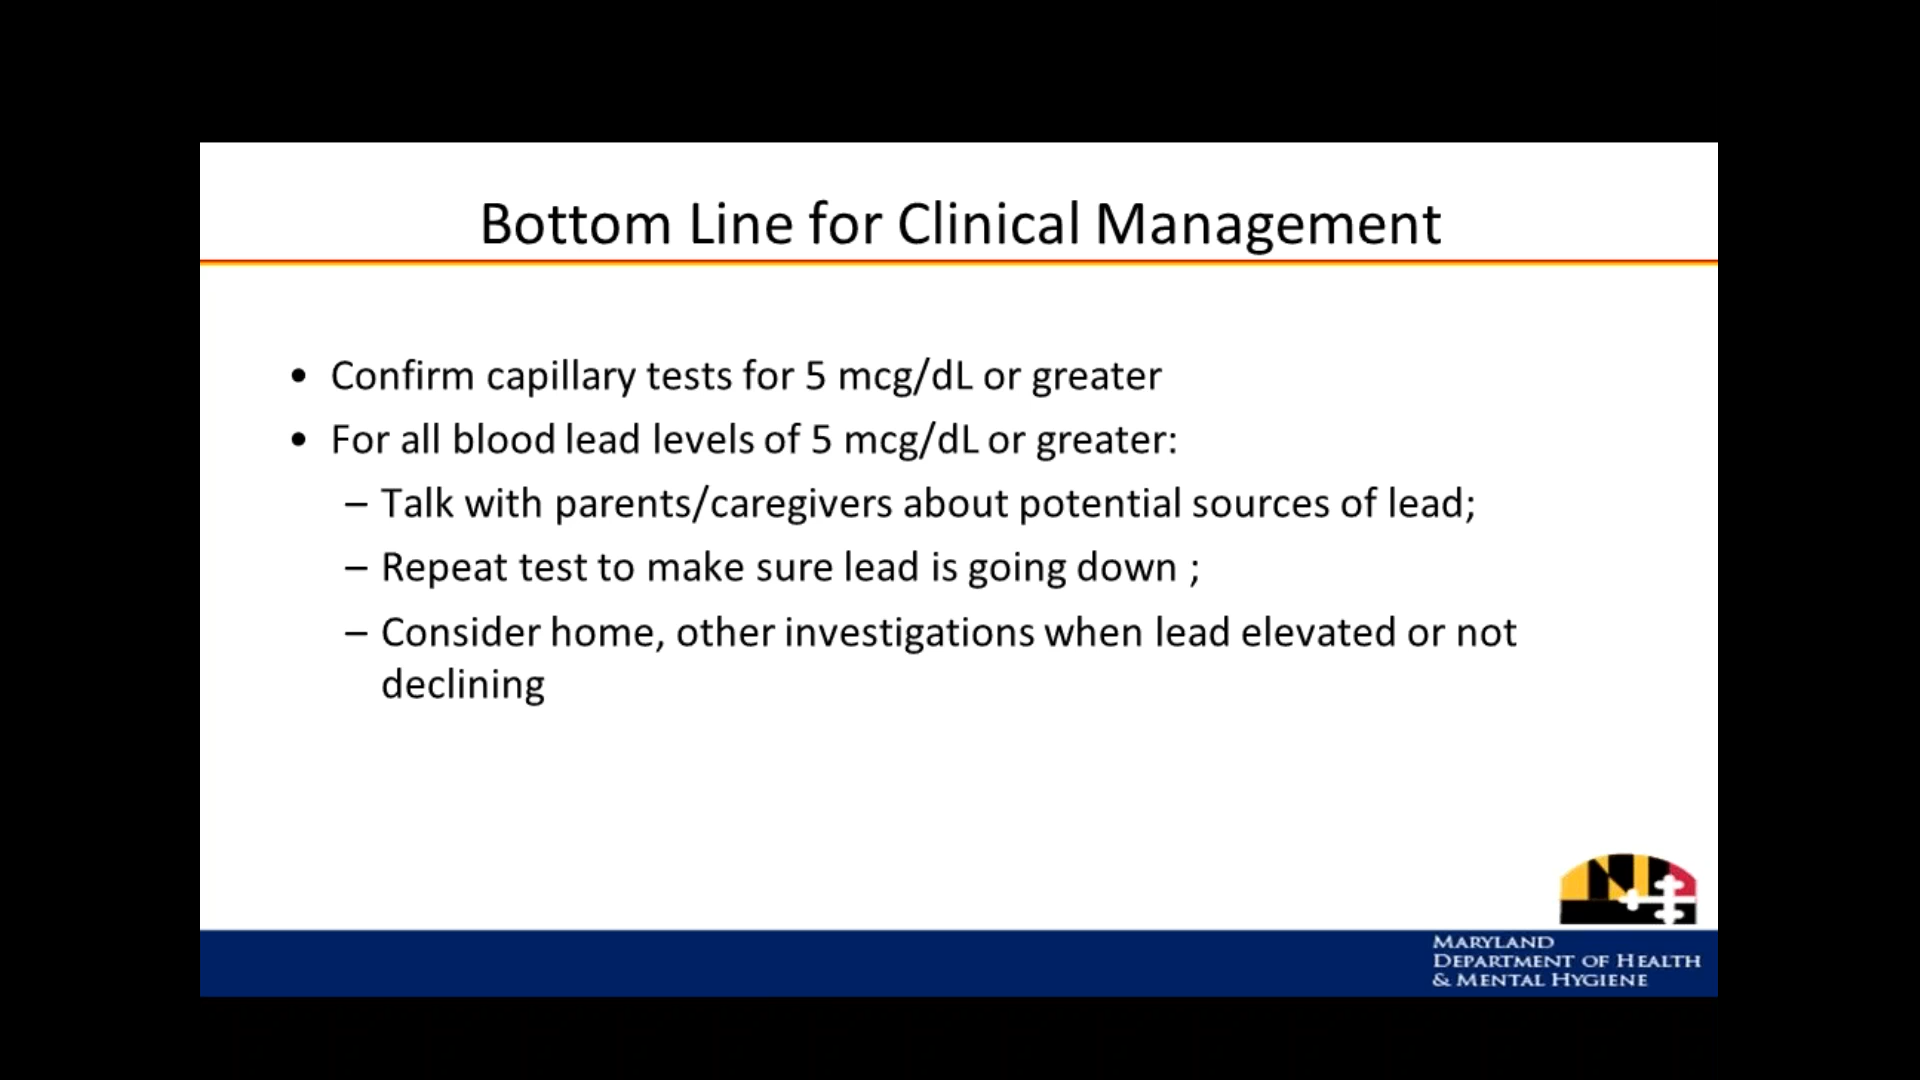 Bottom Line for Clinical Management
• Confirm capillary tests for 5 mcg/dL or greater
• For all blood lead levels of 5 mcg/dL or greater:
– Talk with parents/caregivers about potential sources of lead;
– Repeat test to make sure lead is going down ;
– Consider home, other investigations when lead elevated or not
declining
MARYLAND
DEPARTMENT OF HEALTH
& MENTAL HYGIENE